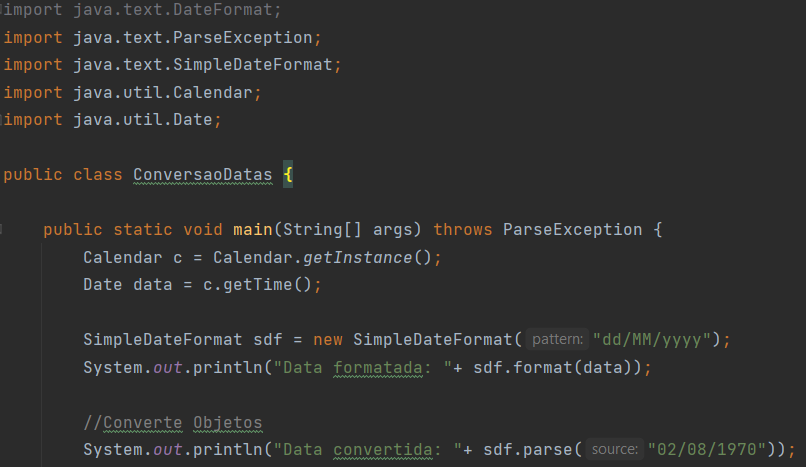 import java.text.DateFormat;
import java.text.ParseException;
import java.text.SimpleDateFormat;
import java.util.Calendar;
import java.util.Date;
public class ConversaoDatas {
public static void main(String[] args) throws ParseException {
Calendar c = Calendar.getInstance();
Date data = c.getTime();
SimpleDateFormat sdf = new SimpleDateFormat( pattern: "dd/MM/yyyy");
System.out.println("Data formatada: "+ sdf.format(data));
//Converte Objetos
System.out.println("Data convertida: "+ sdf.parse( source: "02/08/1970"));